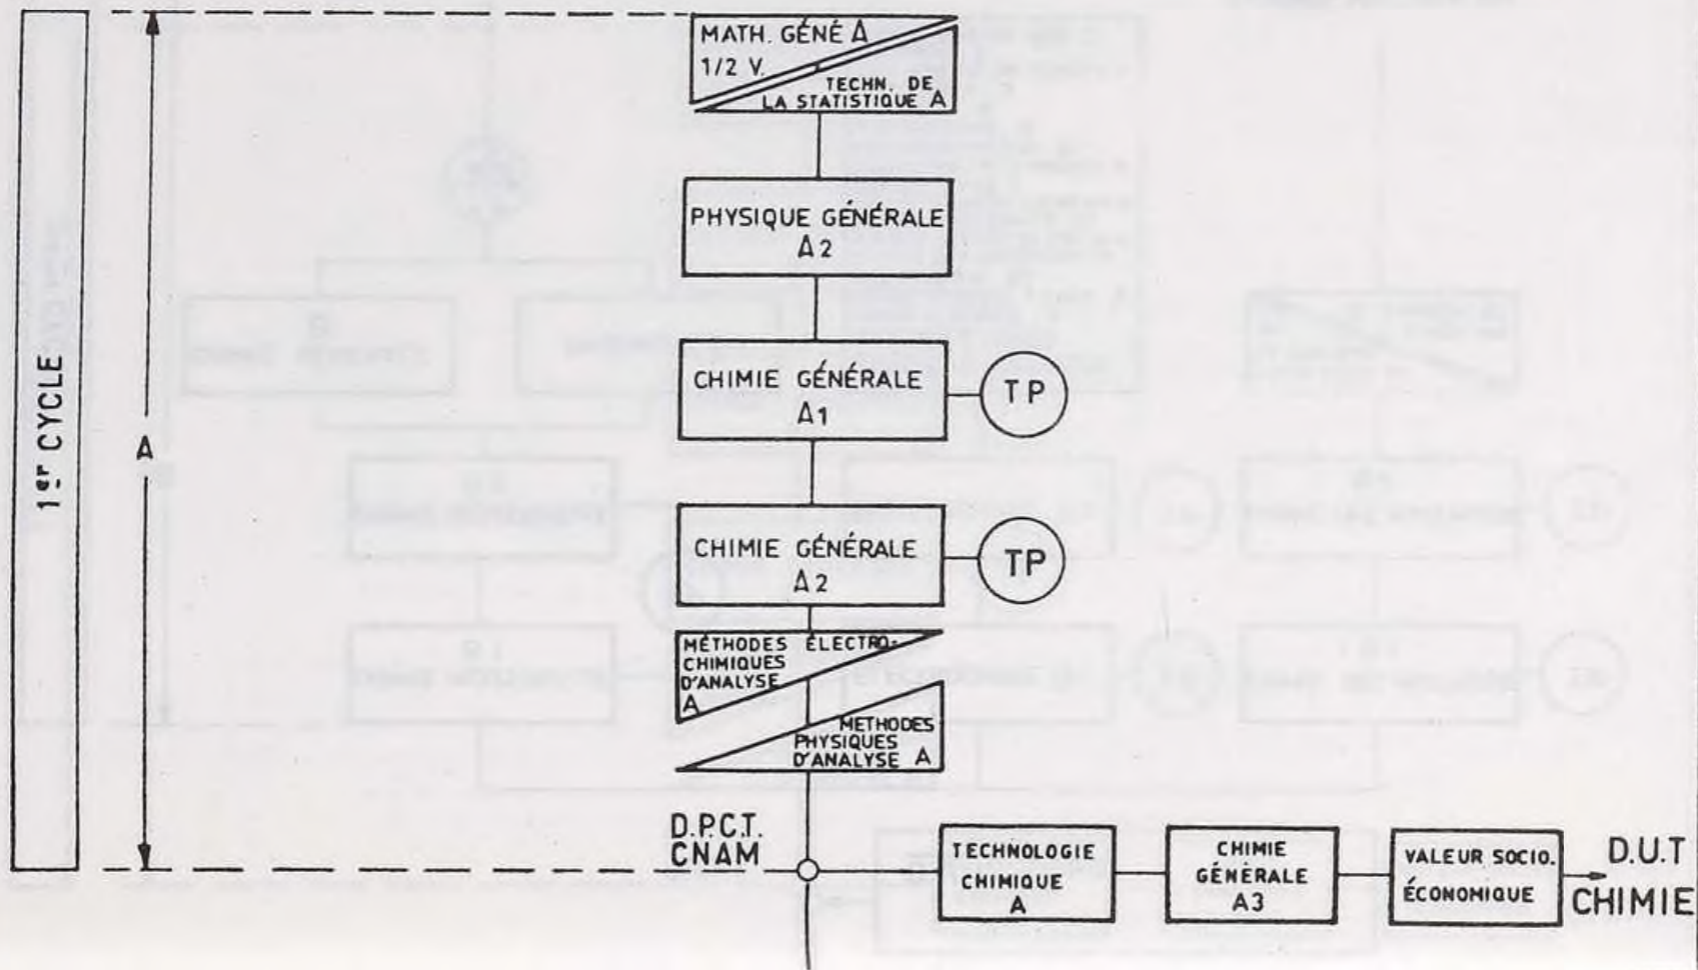 MATH. GÉNÉ A
1/2 V.
TECHN. DE
LA STATISTIQUE A
PHYSIQUE GÉNÉRALE
A2
CHIMIE GÉNÉRALE
A1
TP
CHIMIE GÉNÉRALE
A2
TP
MÉTHODES ÉLECTRO-
CHIMIQUES
D'ANALYSE
A
METHODES
PHYSIQUES
D'ANALYSE A
1er CYCLE
A
D.P.C.T.
CNAM
TECHNOLOGIE
CHIMIQUE
A
CHIMIE
GÉNÉRALE
A3
VALEUR SOCIO.
ÉCONOMIQUE
D.U.T
CHIMIE